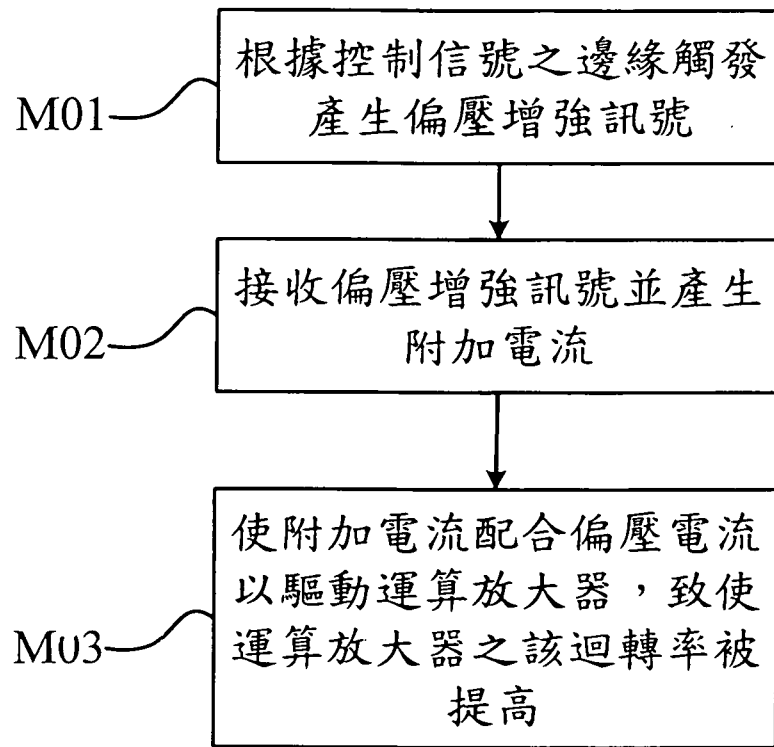 M01
根據控制信號之邊緣觸發
產生偏壓增強訊號
M02
接收偏壓增強訊號並產生
附加電流
M03
使附加電流配合偏壓電流
以驅動運算放大器，致使
運算放大器之該迴轉率被
提高